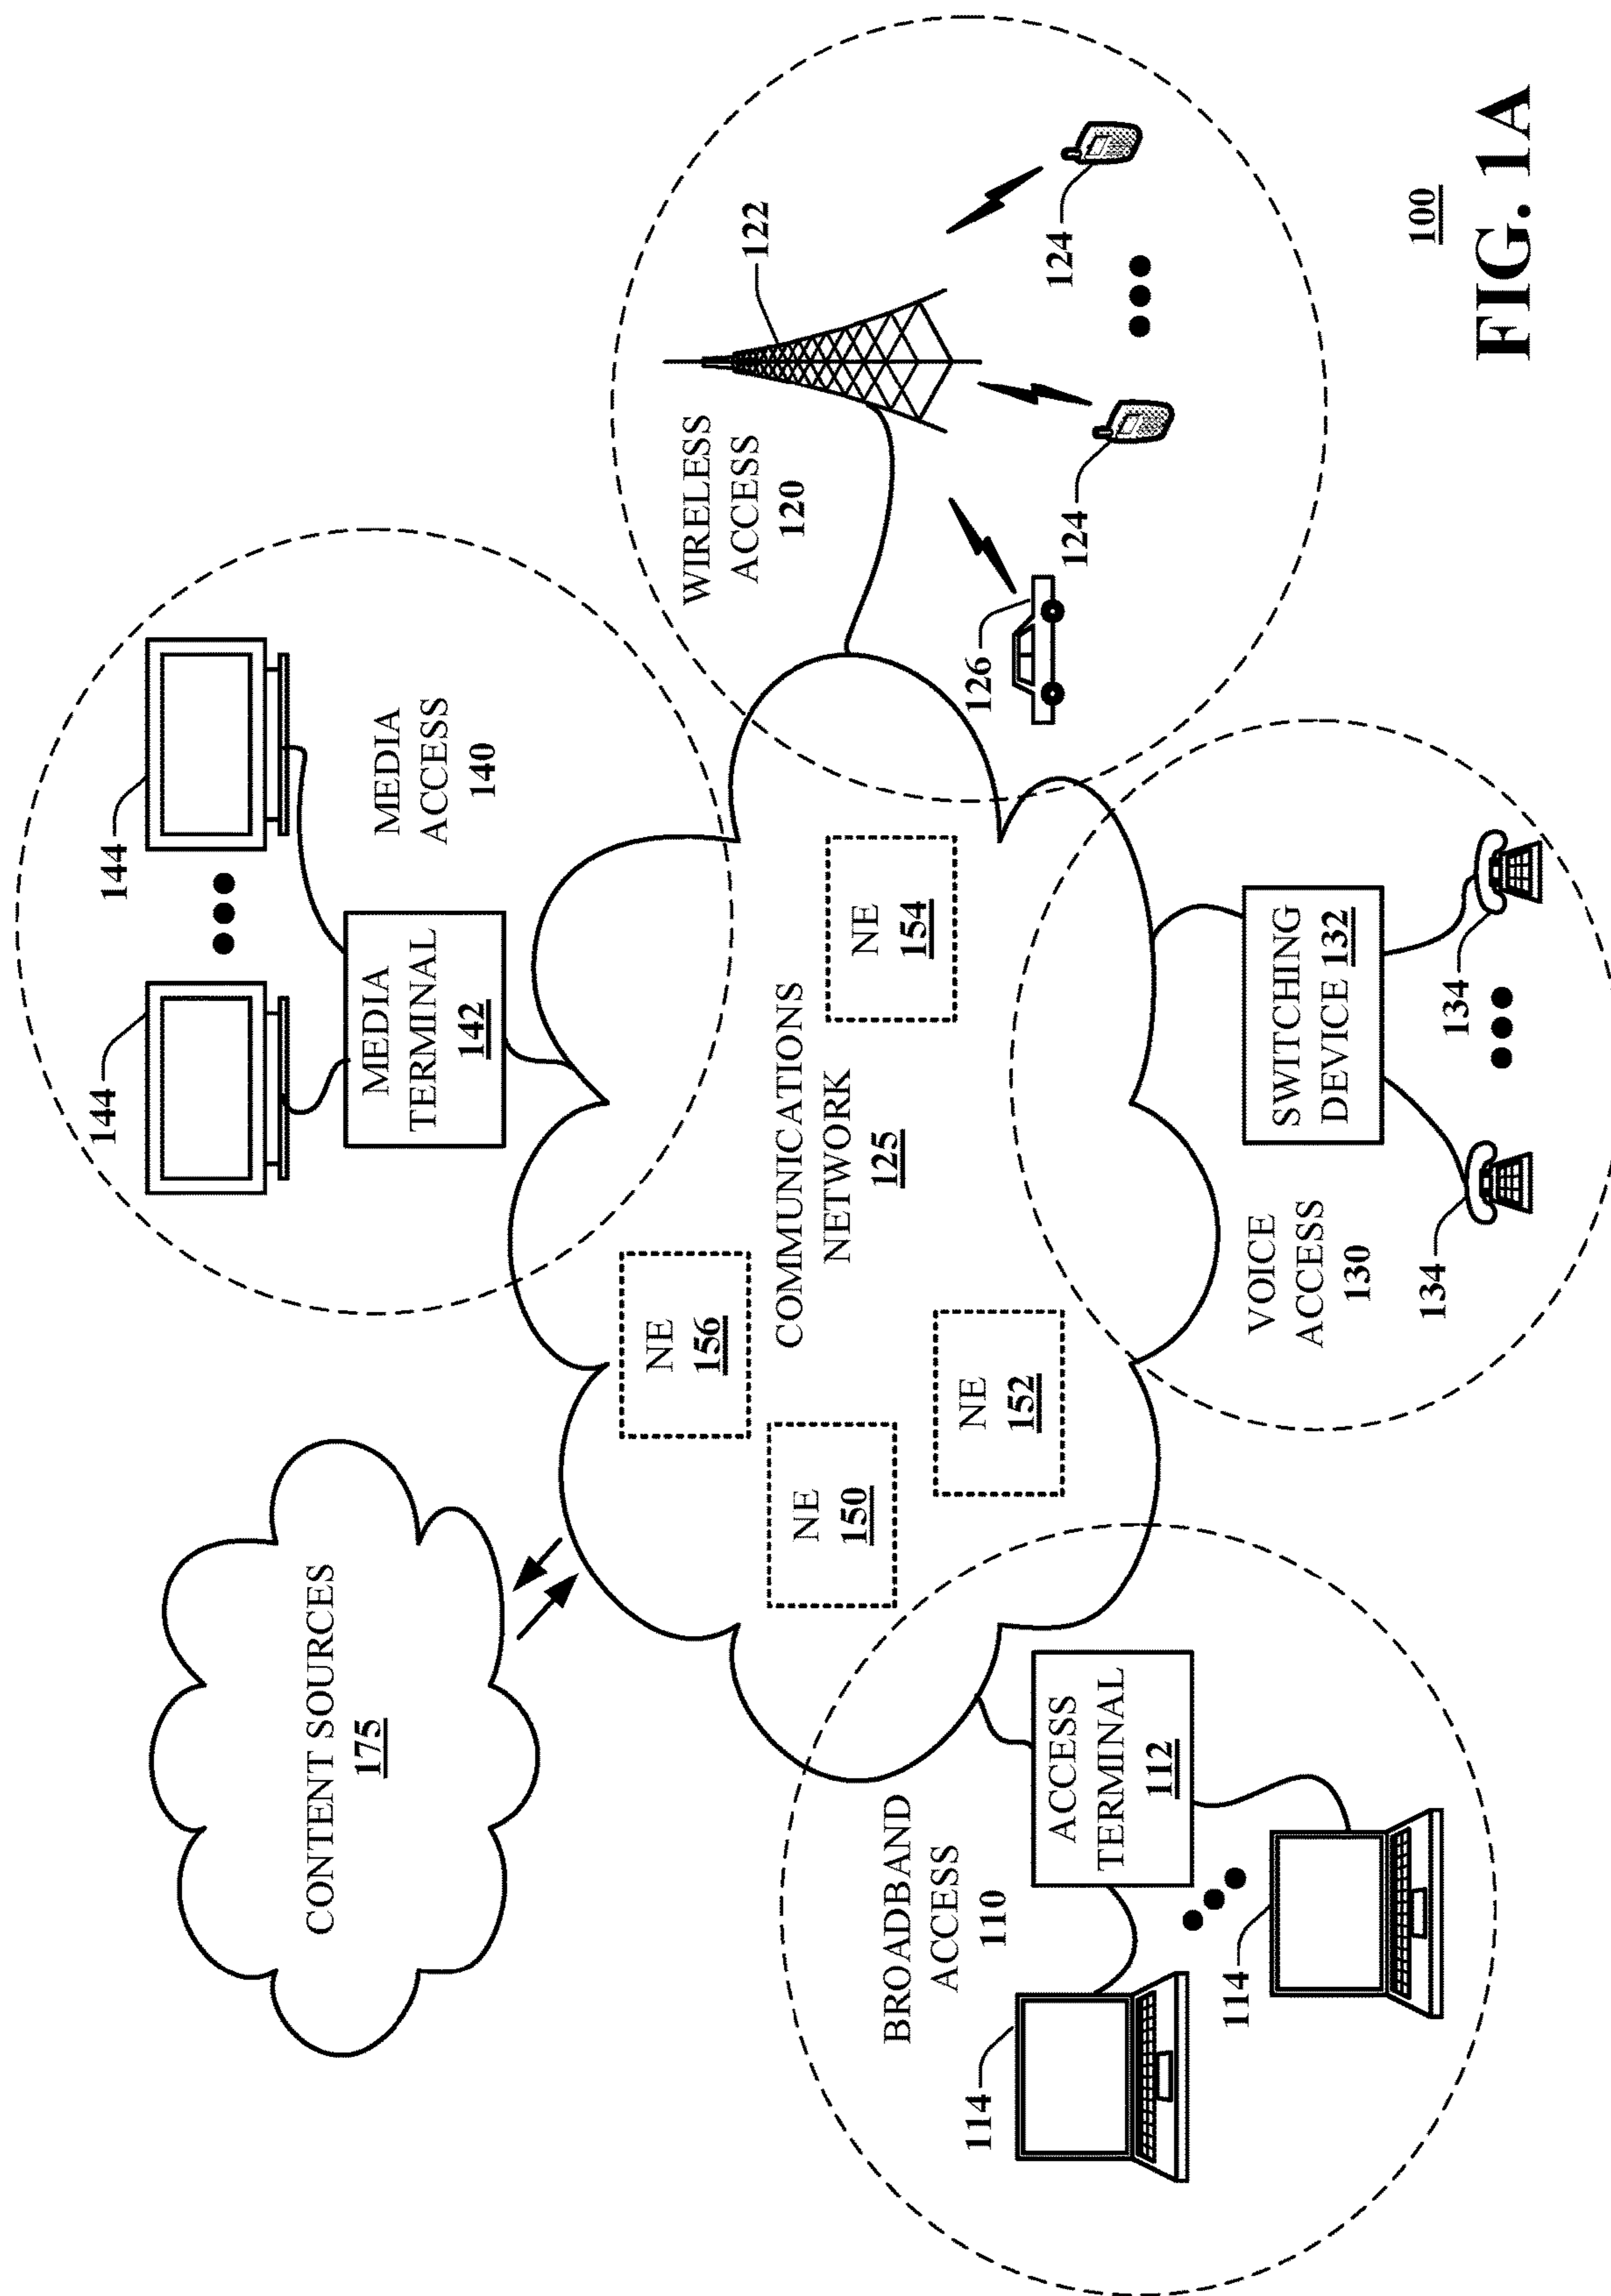 CONTENT SOURCES
175
144
144
MEDIA
TERMINAL
142
MEDIA
ACCESS
140
NE
156
NE
150
NE
152
COMMUNICATIONS
NETWORK
125
NE
154
WIRELESS
ACCESS
120
122
126
124
124
BROADBAND
ACCESS
110
ACCESS
TERMINAL
112
114
114
VOICE
ACCESS
130
SWITCHING
DEVICE 132
134
134
100
FIG. 1A